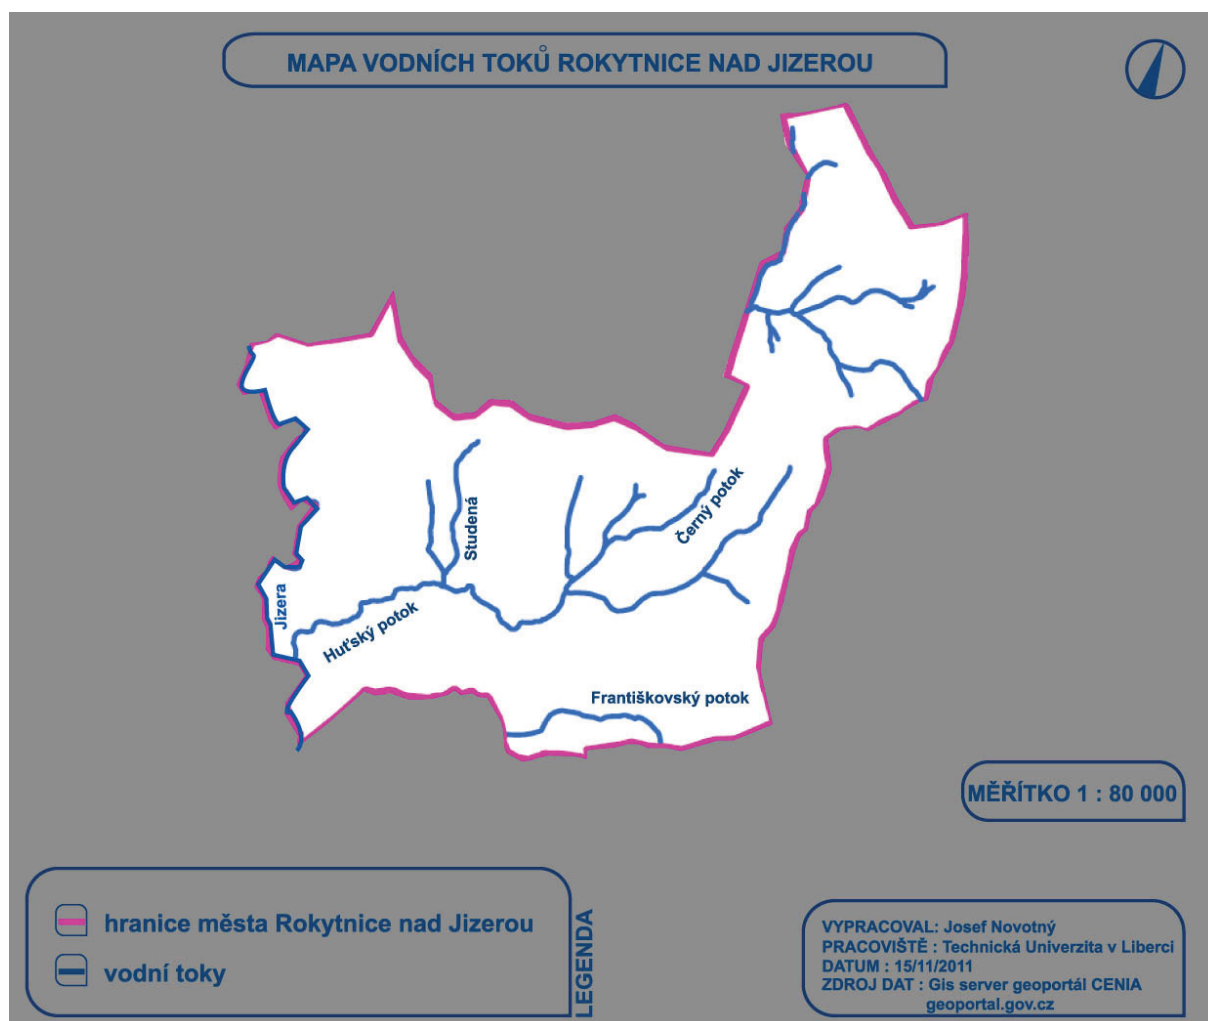 MAPA VODNÍCH TOKŮ ROKYTNICE NAD JIZEROU
Studená
Černý potok
Jizera
Huťský potok
Františkovský potok
MĚŘÍTKO 1 : 80 000
hranice města Rokytnice nad Jizerou
vodní toky
LEGENDA
VYPRACOVAL: Josef Novotný
PRACOVIŠTĚ : Technická Univerzita v Liberci
DATUM : 15/11/2011
ZDROJ DAT : Gis server geoportál CENIA
geoportal.gov.cz